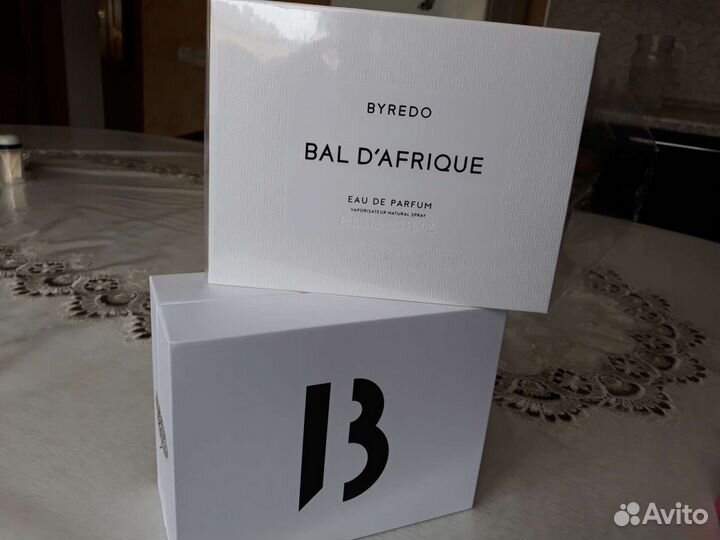 BYREDO
BAL D'AFRIQUE
EAU DE PARFUM
VAPORISATEUR NATURAL SPRAY
B
Avito